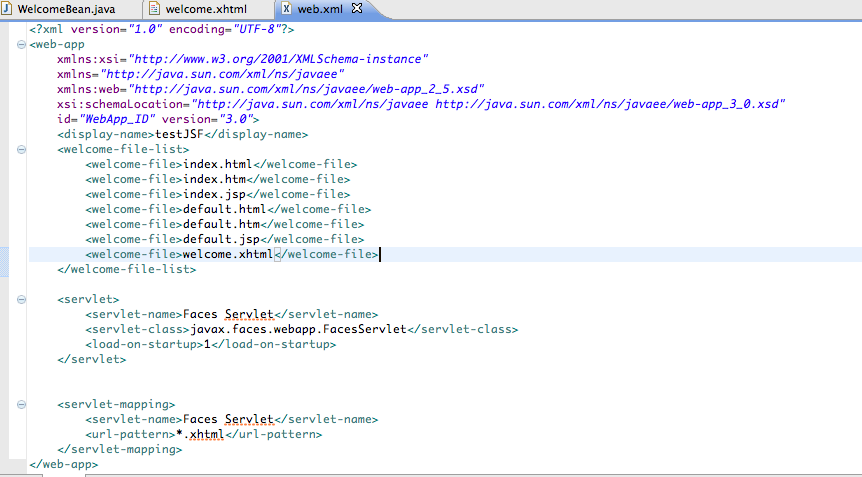 WelcomeBean.java welcome.xhtml web.xml
<?xml version="1.0" encoding="UTF-8"?>
<web-app
xmlns:xsi="http://www.w3.org/2001/XMLSchema-instance"
xmlns="http://java.sun.com/xml/ns/javaee"
xmlns:web="http://java.sun.com/xml/ns/javaee/web-app_2_5.xsd"
xsi:schemaLocation="http://java.sun.com/xml/ns/javaee http://java.sun.com/xml/ns/javaee/web-app_3_0.xsd"
id="WebApp_ID" version="3.0">
<display-name>testJSF</display-name>
<welcome-file-list>
<welcome-file>index.html</welcome-file>
<welcome-file>index.htm</welcome-file>
<welcome-file>index.jsp</welcome-file>
<welcome-file>default.html</welcome-file>
<welcome-file>default.htm</welcome-file>
<welcome-file>default.jsp</welcome-file>
<welcome-file>welcome.xhtml</welcome-file>
</welcome-file-list>
<servlet>
<servlet-name>Faces Servlet</servlet-name>
<servlet-class>javax.faces.webapp.FacesServlet</servlet-class>
<load-on-startup>1</load-on-startup>
</servlet>
<servlet-mapping>
<servlet-name>Faces Servlet</servlet-name>
<url-pattern>*.xhtml</url-pattern>
</servlet-mapping>
</web-app>